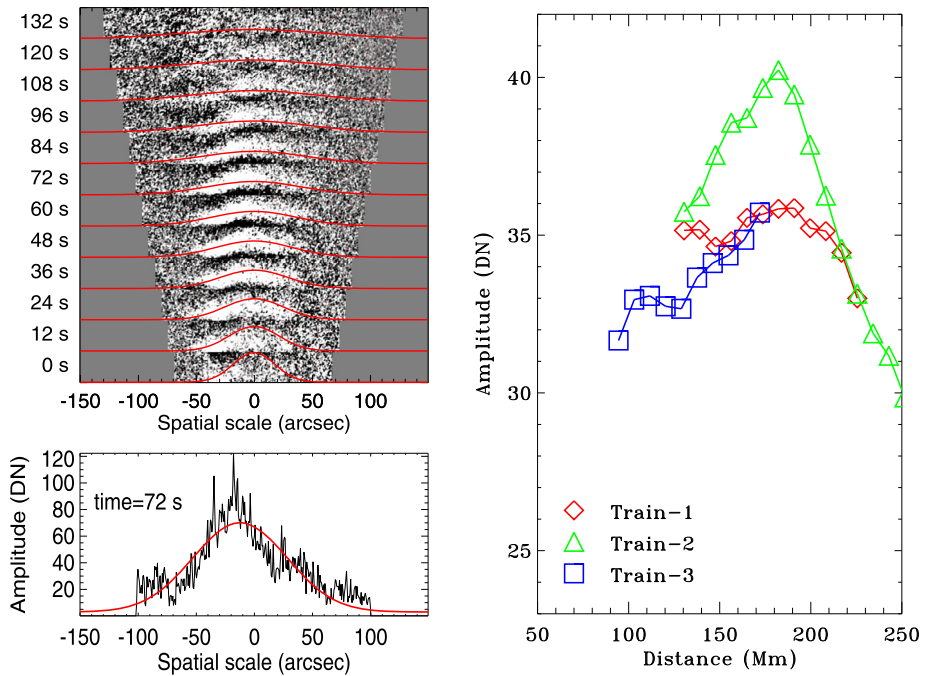 132 s
120 s
108 s
96 s
84 s
72 s
60 s
48 s
36 s
24 s
12 s
0 s
-150 -100 -50 0 50 100
Spatial scale (arcsec)
Amplitude (DN)
120
100
80
60
40
20
time=72 s
-150 -100 -50 0 50 100
Spatial scale (arcsec)
Amplitude (DN)
40
35
30
25
Train-1
Train-2
Train-3
50 100 150 200 250
Distance (Mm)